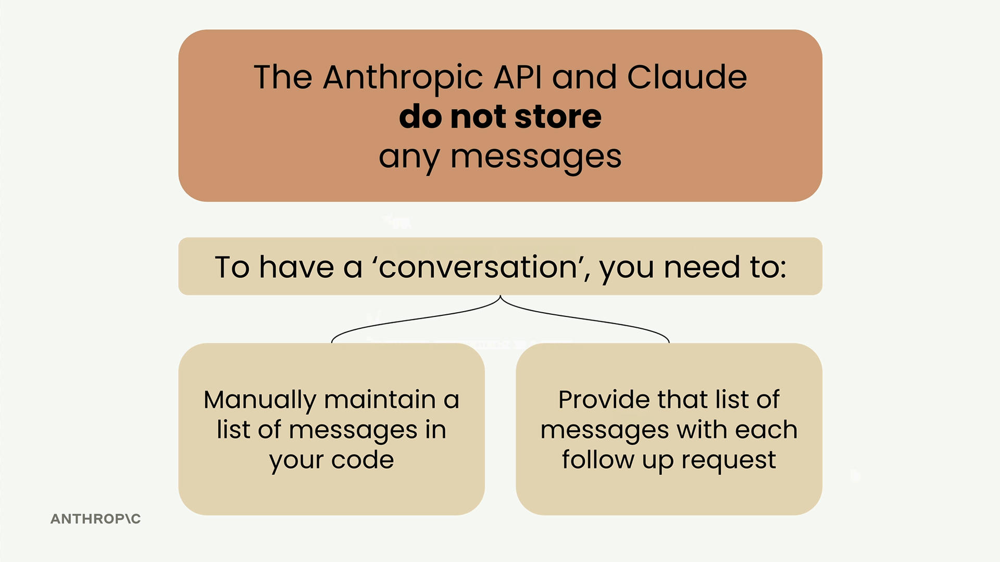 The Anthropic API and Claude
do not store
any messages
To have a ‘conversation’, you need to:
Manually maintain a
list of messages in
your code
Provide that list of
messages with each
follow up request
ANTHROP\C